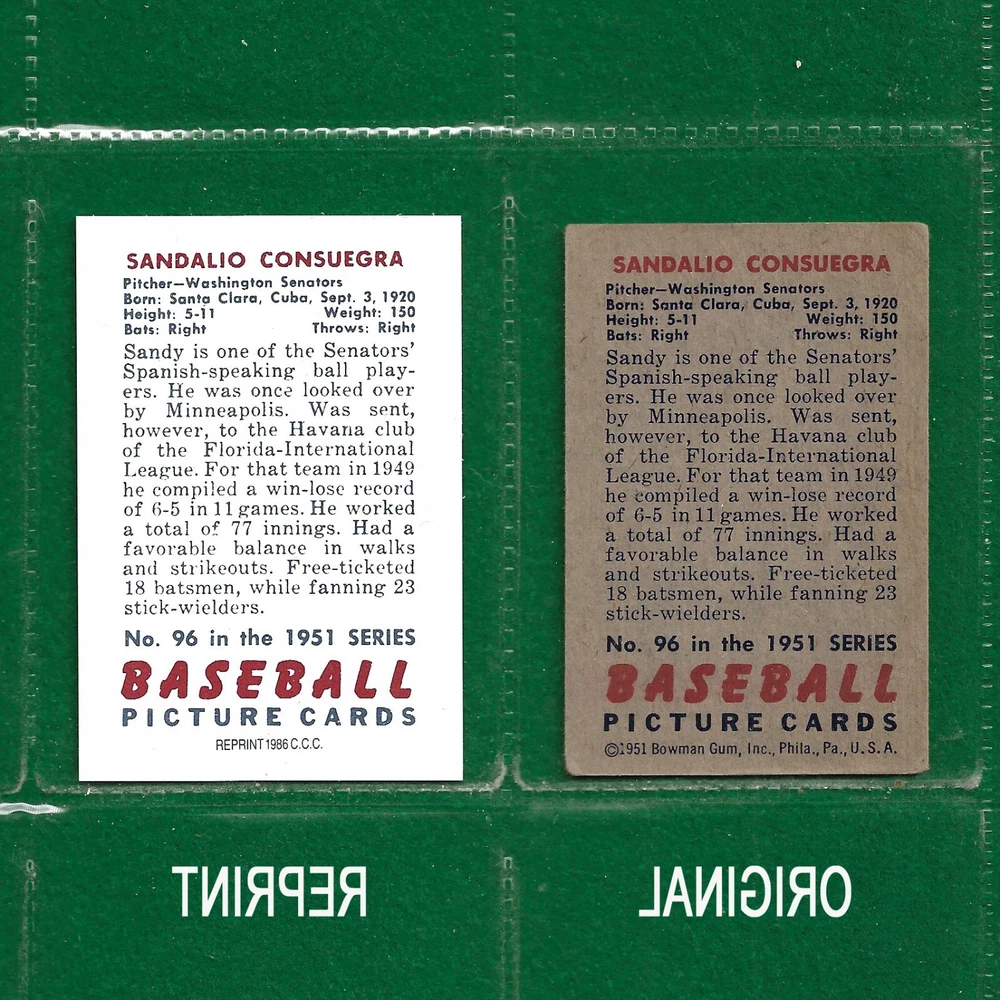 SANDALIO CONSUEGRA
Pitcher—Washington Senators
Born: Santa Clara, Cuba, Sept. 3, 1920
Height: 5-11 Weight: 150
Bats: Right Throws: Right
Sandy is one of the Senators'
Spanish-speaking ball play-
ers. He was once looked over
by Minneapolis. Was sent,
however, to the Havana club
of the Florida-International
League. For that team in 1949
he compiled a win-lose record
of 6-5 in 11 games. He worked
a total of 77 innings. Had a
favorable balance in walks
and strikeouts. Free-ticketed
18 batsmen, while fanning 23
stick-wielders.
No. 96 in the 1951 SERIES
BASEBALL
PICTURE CARDS
REPRINT 1986 C.C.C.
SANDALIO CONSUEGRA
Pitcher—Washington Senators
Born: Santa Clara, Cuba, Sept. 3, 1920
Height: 5-11 Weight: 150
Bats: Right Throws: Right
Sandy is one of the Senators'
Spanish-speaking ball play-
ers. He was once looked over
by Minneapolis. Was sent,
however, to the Havana club
of the Florida-International
League. For that team in 1949
he compiled a win-lose record
of 6-5 in 11 games. He worked
a total of 77 innings. Had a
favorable balance in walks
and strikeouts. Free-ticketed
18 batsmen, while fanning 23
stick-wielders.
No. 96 in the 1951 SERIES
BASEBALL
PICTURE CARDS
©1951 Bowman Gum, Inc., Phila., Pa., U.S.A.
REPRINT
ORIGINAL